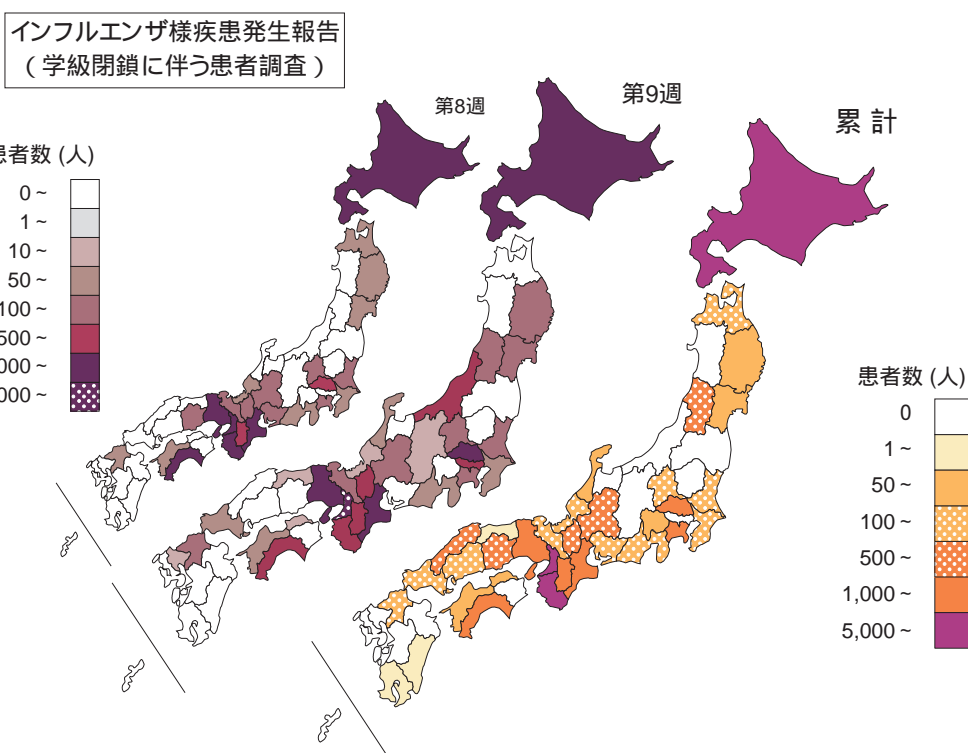 インフルエンザ様疾患発生報告
（学級閉鎖に伴う患者調査）
第8週
第9週
累 計
患者数 (人)
0 ~
1 ~
10 ~
50 ~
100 ~
500 ~
000 ~
000 ~
患者数 (人)
0
1 ~
50 ~
100 ~
500 ~
1,000 ~
5,000 ~